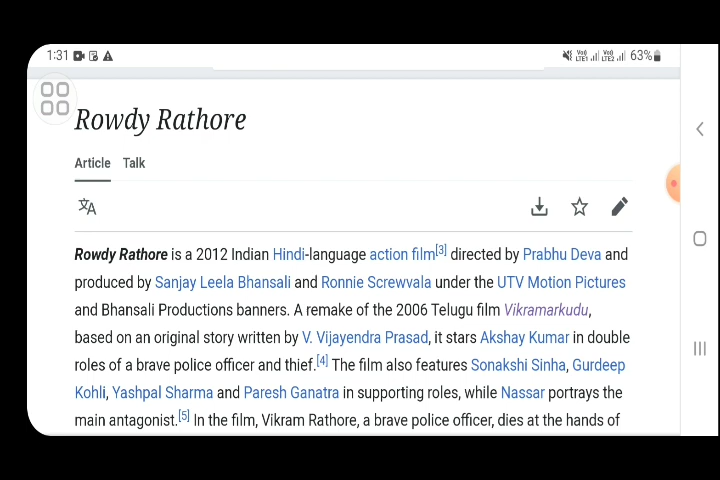 1:31
Vo) LTE1 Vo) LTE2 63%
Rowdy Rathore
Article Talk
Rowdy Rathore is a 2012 Indian Hindi-language action film[3] directed by Prabhu Deva and
produced by Sanjay Leela Bhansali and Ronnie Screwvala under the UTV Motion Pictures
and Bhansali Productions banners. A remake of the 2006 Telugu film Vikramarkudu,
based on an original story written by V. Vijayendra Prasad, it stars Akshay Kumar in double
roles of a brave police officer and thief.[4] The film also features Sonakshi Sinha, Gurdeep
Kohli, Yashpal Sharma and Paresh Ganatra in supporting roles, while Nassar portrays the
main antagonist.[5] In the film, Vikram Rathore, a brave police officer, dies at the hands of